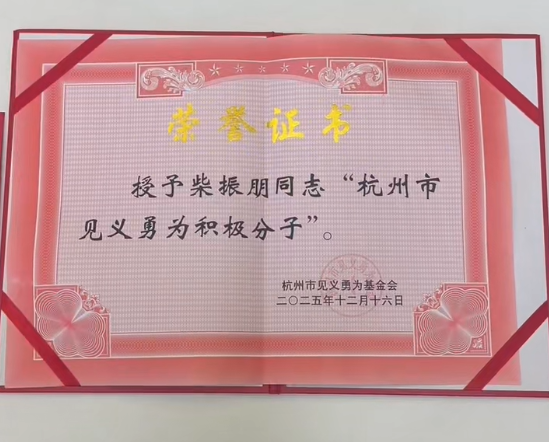 荣誉证书
授予柴振朋同志“杭州市
见义勇为积极分子”。
杭州市见义勇为基金会
二〇二五年十二月十六日